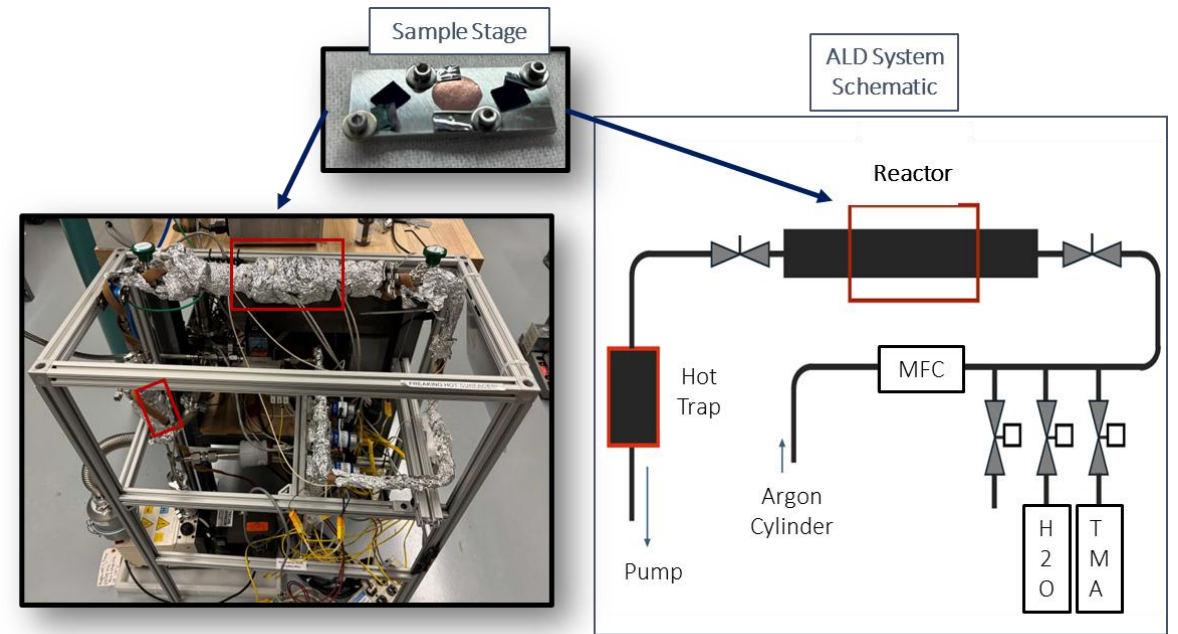 Sample Stage
ALD System
Schematic
Reactor
MFC
Hot
Trap
Argon
Cylinder
Pump
H
2
O
T
M
A
FREAKING HOT SURFACES!